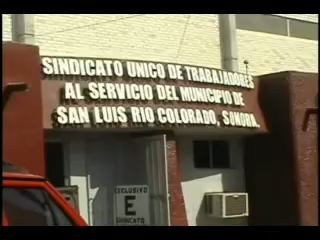 SINDICATO UNICO DE TRABAJADORES
AL SERVICIO DEL MUNICIPIO DE
SAN LUIS RIO COLORADO, SONORA.
EXCLUSIVO
E
SINDICATO